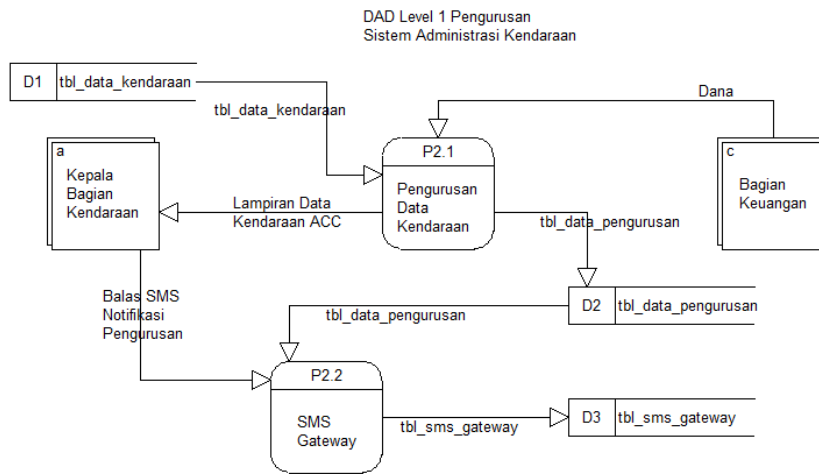 DAD Level 1 Pengurusan
Sistem Administrasi Kendaraan
D1 tbl_data_kendaraan
tbl_data_kendaraan
Dana
a
Kepala
Bagian
Kendaraan
P2.1
Pengurusan
Data
Kendaraan
c
Bagian
Keuangan
Lampiran Data
Kendaraan ACC
tbl_data_pengurusan
Balas SMS
Notifikasi
Pengurusan
tbl_data_pengurusan
D2 tbl_data_pengurusan
P2.2
SMS
Gateway
tbl_sms_gateway
D3 tbl_sms_gateway